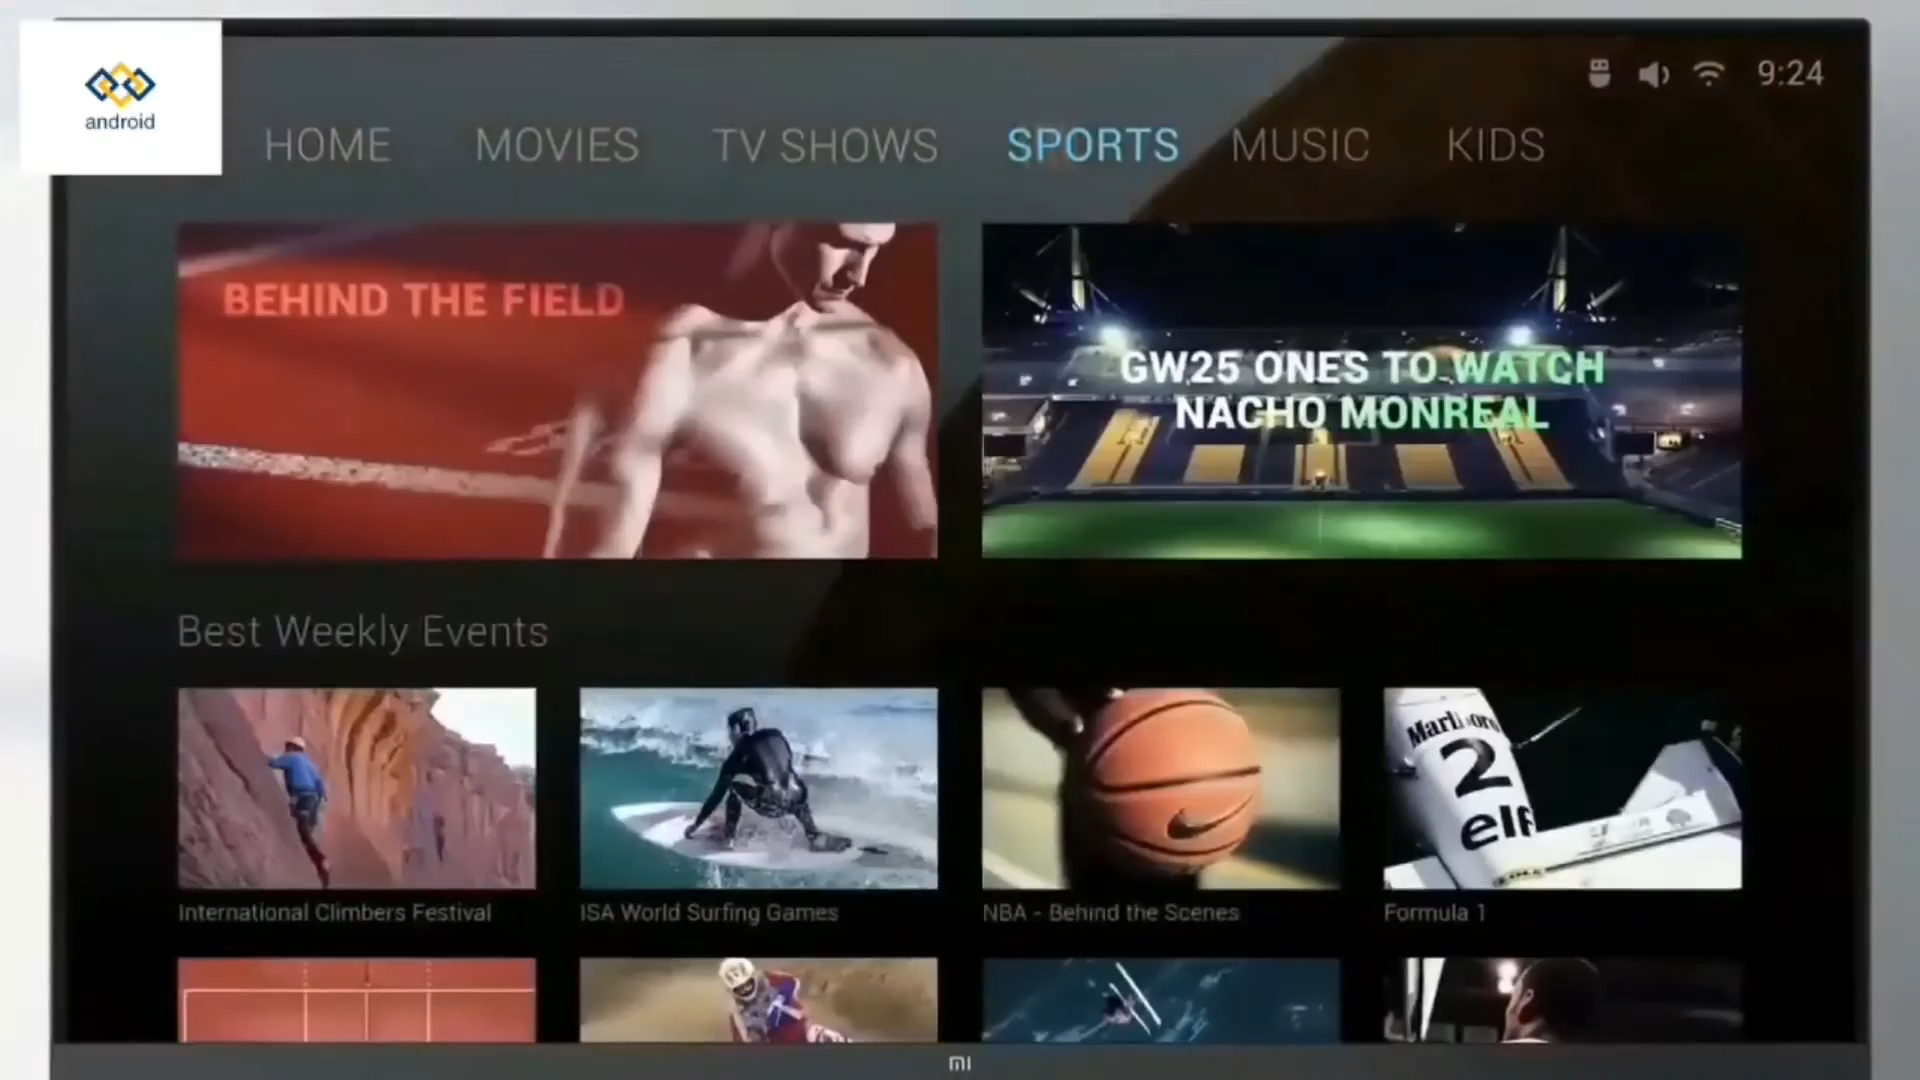 android
9:24
HOME MOVIES TV SHOWS SPORTS MUSIC KIDS
BEHIND THE FIELD
GW25 ONES TO WATCH
NACHO MONREAL
Best Weekly Events
Marlboro
2
elf
International Climbers Festival
ISA World Surfing Games
NBA - Behind the Scenes
Formula 1
mi